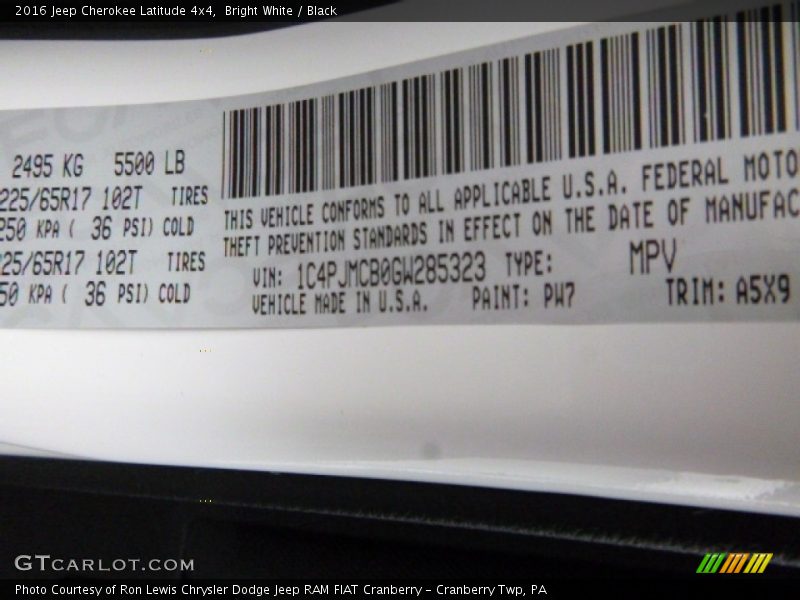 2016 Jeep Cherokee Latitude 4x4,  Bright White / Black
2495 KG 5500 LB
225/65R17 102T TIRES
250 KPA ( 36 PSI) COLD
225/65R17 102T TIRES
250 KPA ( 36 PSI) COLD
THIS VEHICLE CONFORMS TO ALL APPLICABLE U.S.A. FEDERAL MOTO
THEFT PREVENTION STANDARDS IN EFFECT ON THE DATE OF MANUFAC
VIN: 1C4PJMCB0GW285323 TYPE: MPV
VEHICLE MADE IN U.S.A. PAINT: PW7 TRIM: A5X9
GTCARLOT.COM
Photo Courtesy of Ron Lewis Chrysler Dodge Jeep RAM FIAT Cranberry – Cranberry Twp, PA